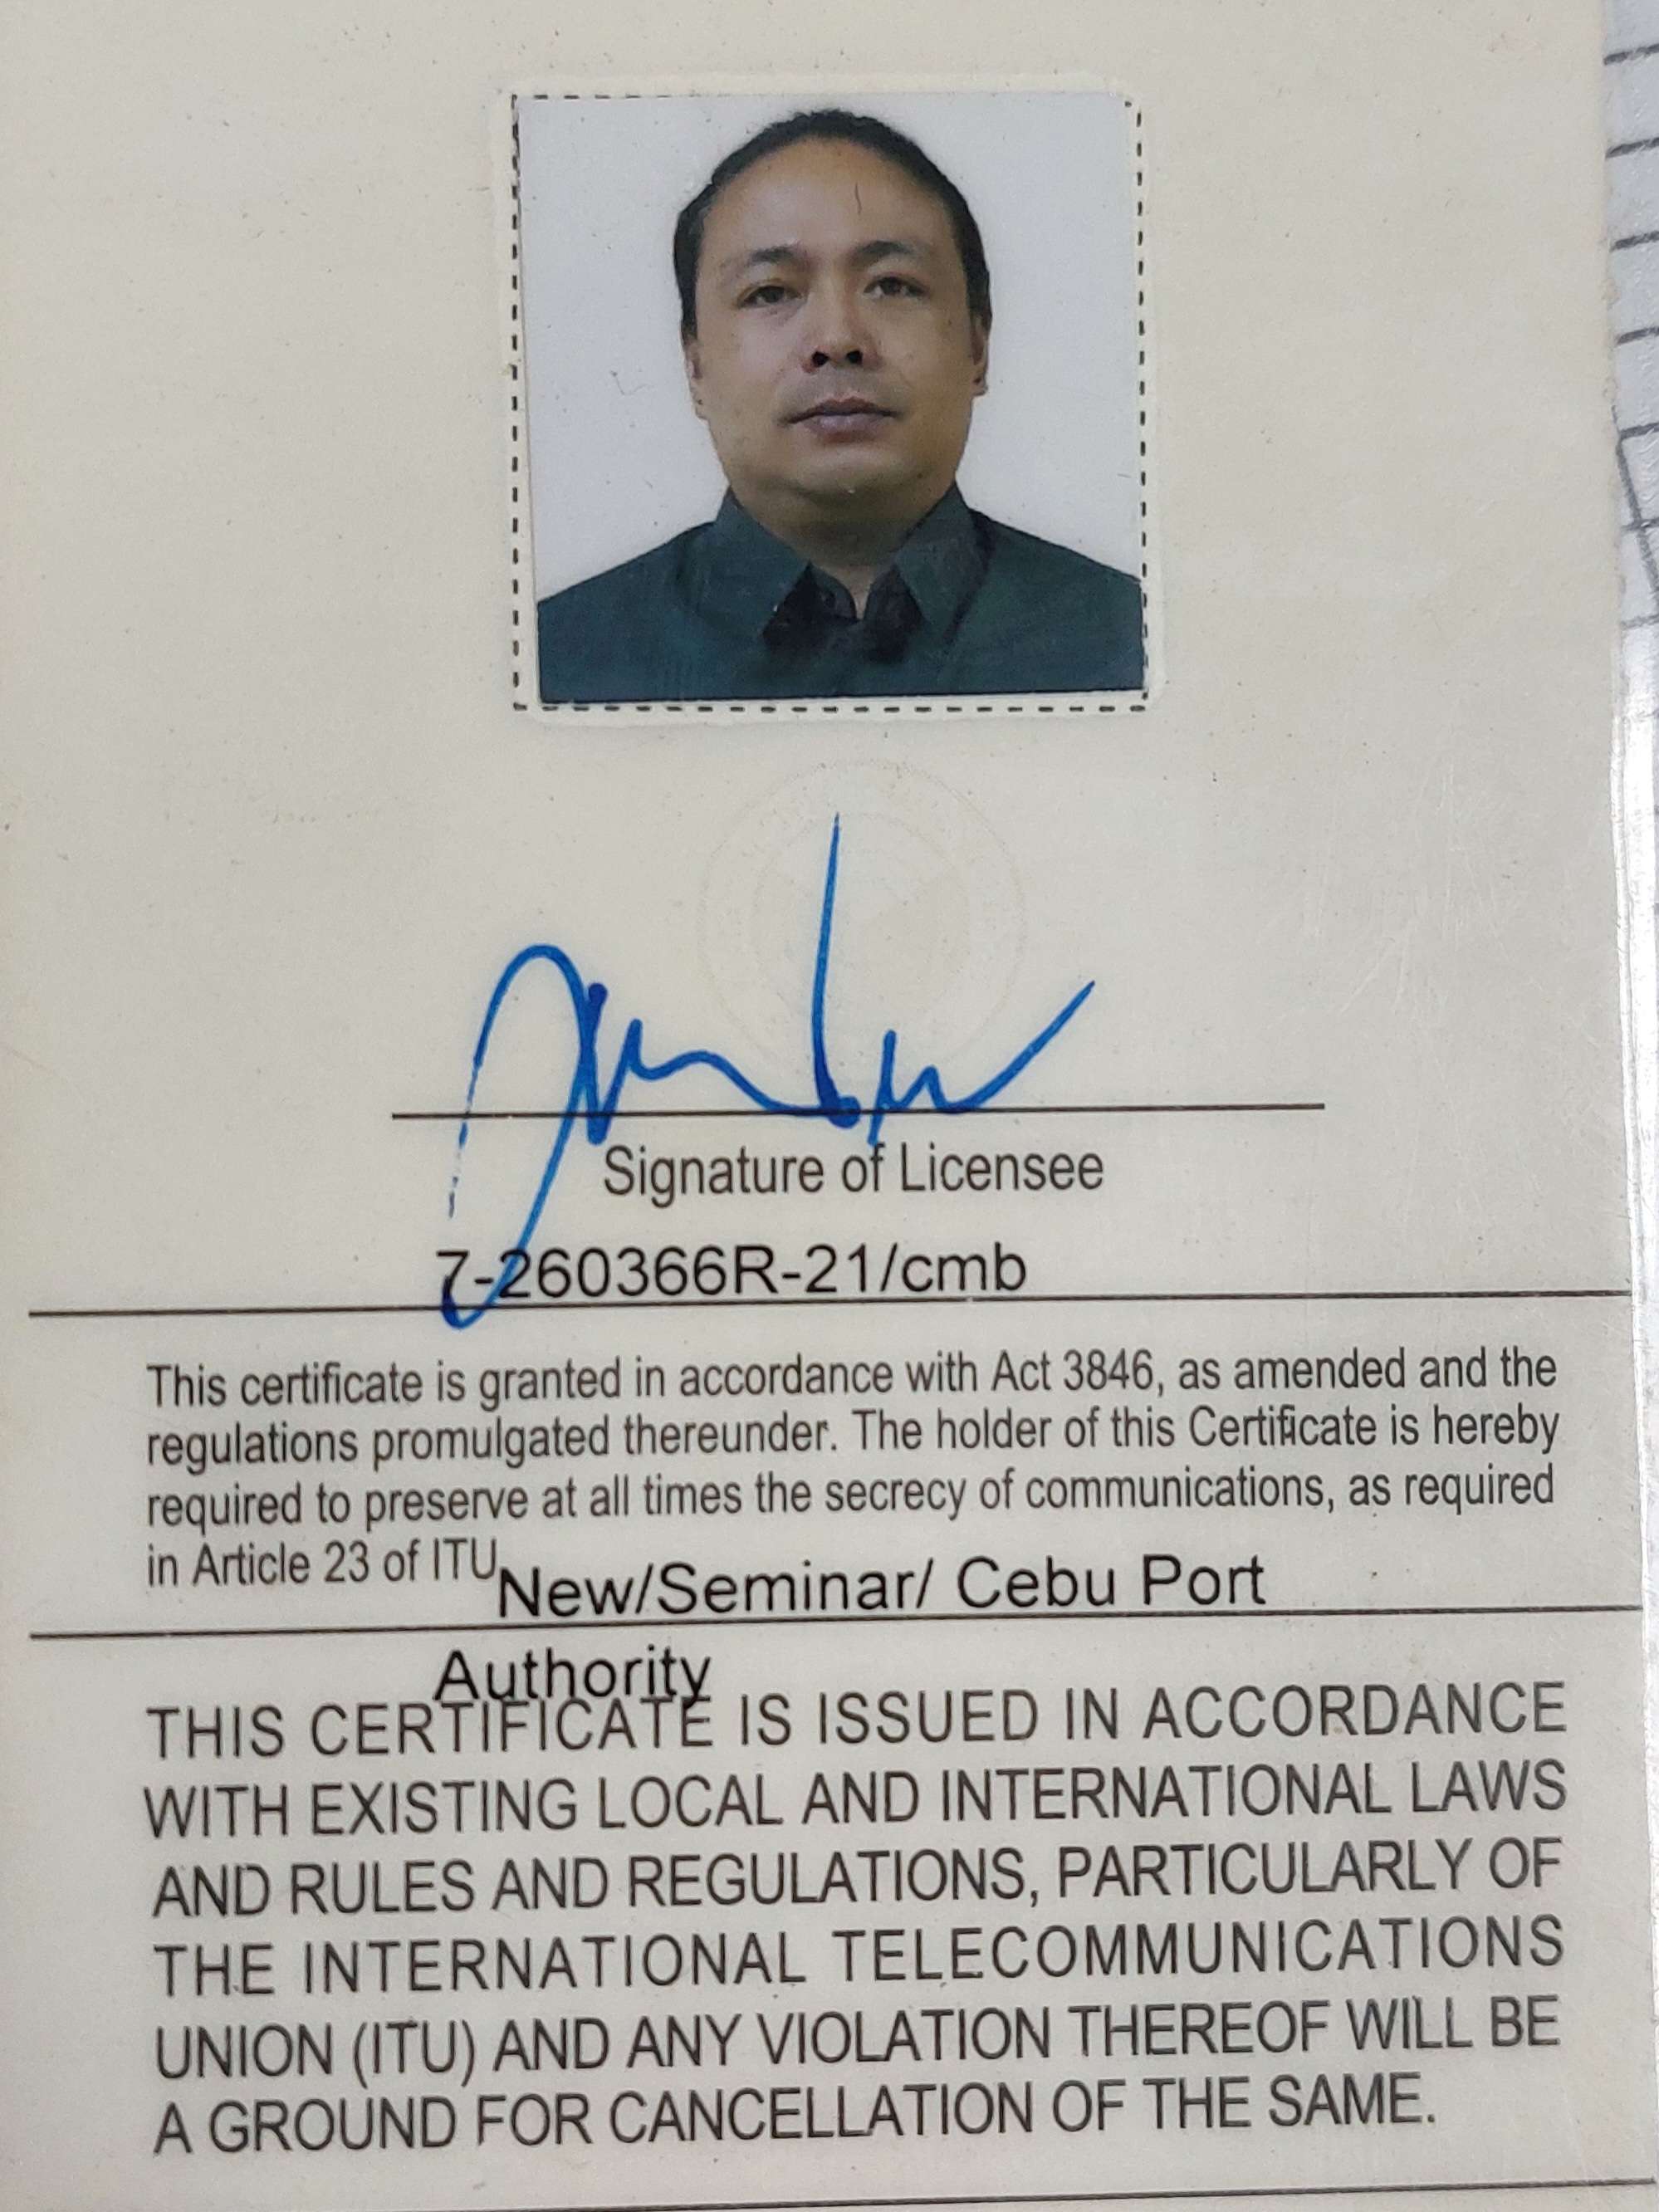 Signature of Licensee
7-260366R-21/cmb
This certificate is granted in accordance with Act 3846, as amended and the
regulations promulgated thereunder. The holder of this Certificate is hereby
required to preserve at all times the secrecy of communications, as required
in Article 23 of ITU
New/Seminar/ Cebu Port
Authority
THIS CERTIFICATE IS ISSUED IN ACCORDANCE
WITH EXISTING LOCAL AND INTERNATIONAL LAWS
AND RULES AND REGULATIONS, PARTICULARLY OF
THE INTERNATIONAL TELECOMMUNICATIONS
UNION (ITU) AND ANY VIOLATION THEREOF WILL BE
A GROUND FOR CANCELLATION OF THE SAME.